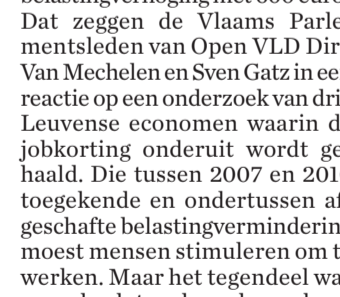 Dat zeggen de Vlaams Parle
mentsleden van Open VLD Dir
Van Mechelen en Sven Gatz in ee
reactie op een onderzoek van dri
Leuvense economen waarin d
jobkorting onderuit wordt ge
haald. Die tussen 2007 en 201
toegekende en ondertussen af
geschafte belastingverminderin
moest mensen stimuleren om t
werken. Maar het tegendeel wa